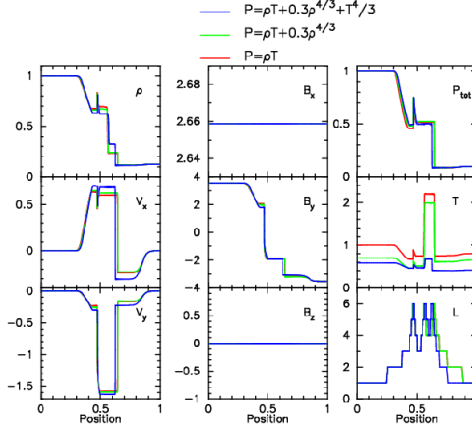 P=ρT+0.3ρ^4/3+T^4/3
P=ρT+0.3ρ^4/3
P=ρT
1 ρ
0.5
0
2.68 B_x
2.66
2.64
1 P_tot
0.5
0
V_x
0.5
0
4 B_y
2
0
−2
−4
T
2
1
0
0 V_y
−0.5
−1
−1.5
B_z
0.5
0
−0.5
−1
6 L
4
2
0
0 0.5 1
Position
0 0.5 1
Position
0 0.5 1
Position